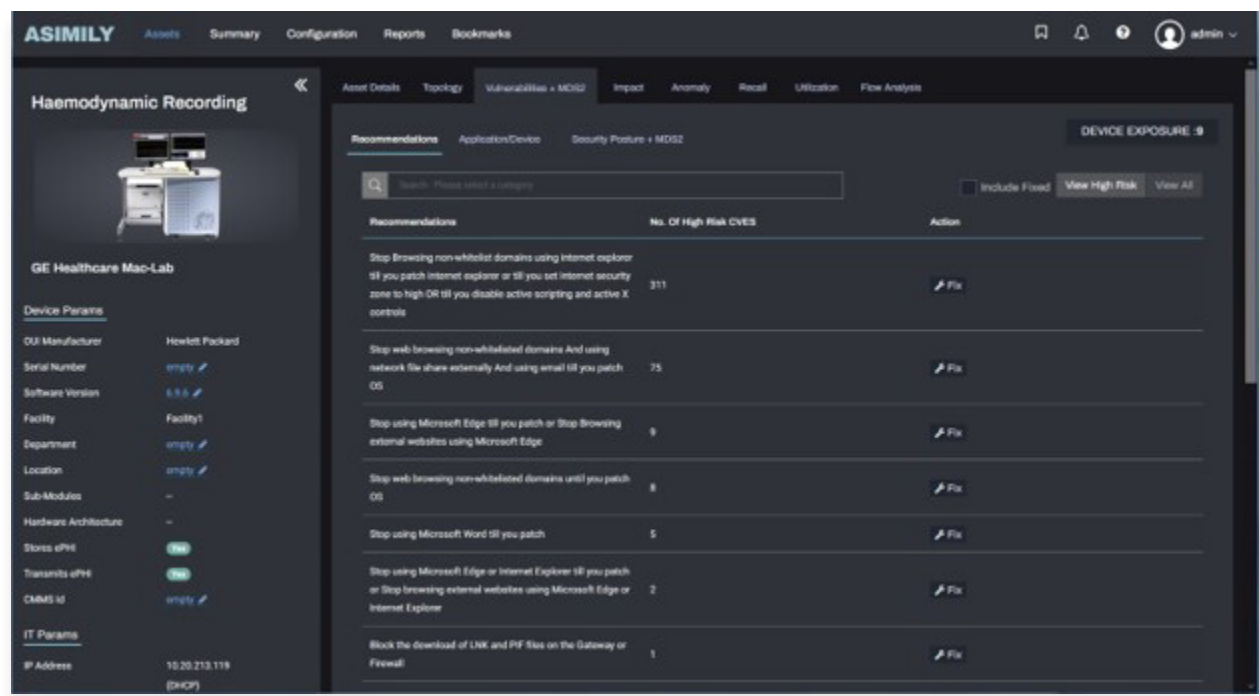 ASIMILY Assets Summary Configuration Reports Bookmarks admin
Haemodynamic Recording
GE Healthcare Mac-Lab
Device Params
OUI Manufacturer Hewlett Packard
Serial Number empty
Software Version 6.9.6
Facility Facility1
Department empty
Location empty
Sub-Modules –
Hardware Architecture –
Stores ePHI Yes
Transmits ePHI Yes
CMMS Id empty
IT Params
IP Address 10.20.213.119
(DHCP)
Asset Details Topology Vulnerabilities + MDS2 Impact Anomaly Recall Utilization Flow Analysis
Recommendations Application/Device Security Posture + MDS2
DEVICE EXPOSURE :9
Search- Please select a category
Include Fixed View High Risk View All
Recommendations No. Of High Risk CVES Action
Stop Browsing non-whitelist domains using internet explorer
till you patch internet explorer or till you set internet security
zone to high OR till you disable active scripting and active X
controls
311 Fix
Stop web browsing non-whitelisted domains And using
network file share externally And using email till you patch
OS
75 Fix
Stop using Microsoft Edge till you patch or Stop Browsing
external websites using Microsoft Edge
9 Fix
Stop web browsing non-whitelisted domains until you patch
OS
8 Fix
Stop using Microsoft Word till you patch 5 Fix
Stop using Microsoft Edge or Internet Explorer till you patch
or Stop browsing external websites using Microsoft Edge or
Internet Explorer
2 Fix
Block the download of LNK and PIF files on the Gateway or
Firewall
1 Fix